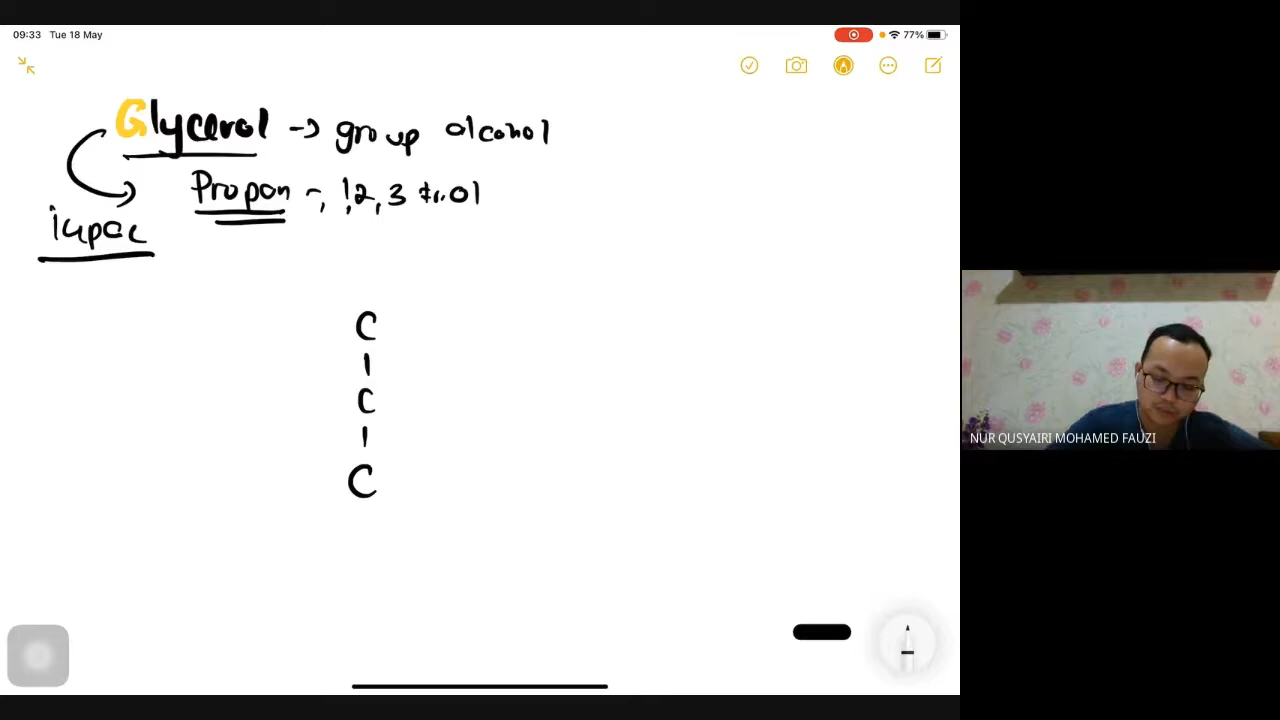 09:33 Tue 18 May 77%
Glycerol → group alcohol
Propan -, 1,2,3 triol
iupac
C
C
C
NUR QUSYAIRI MOHAMED FAUZI